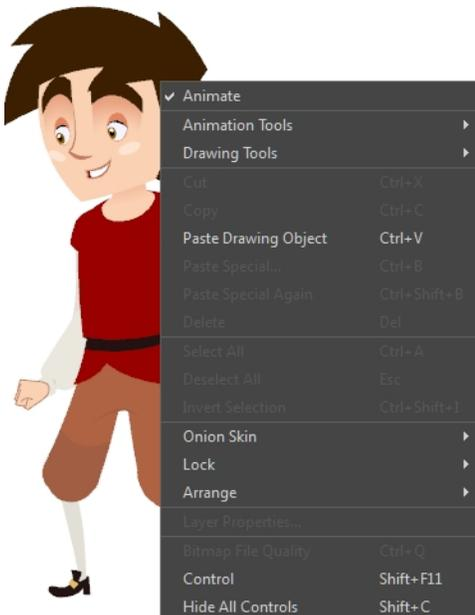 ✓ Animate
Animation Tools
Drawing Tools
Cut Ctrl+X
Copy Ctrl+C
Paste Drawing Object Ctrl+V
Paste Special... Ctrl+B
Paste Special Again Ctrl+Shift+B
Delete Del
Select All Ctrl+A
Deselect All Esc
Invert Selection Ctrl+Shift+I
Onion Skin
Lock
Arrange
Layer Properties...
Bitmap File Quality Ctrl+Q
Control Shift+F11
Hide All Controls Shift+C